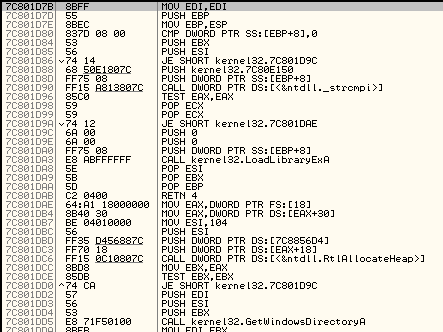 7C801D7B 8BFF MOV EDI,EDI
7C801D7D 55 PUSH EBP
7C801D7E 8BEC MOV EBP,ESP
7C801D80 837D 08 00 CMP DWORD PTR SS:[EBP+8],0
7C801D84 53 PUSH EBX
7C801D85 56 PUSH ESI
7C801D86 74 14 JE SHORT kernel32.7C801D9C
7C801D88 68 50E1807C PUSH kernel32.7C80E150
7C801D8D FF75 08 PUSH DWORD PTR SS:[EBP+8]
7C801D90 FF15 A813807C CALL DWORD PTR DS:[<&ntdll._strcmpi>]
7C801D96 85C0 TEST EAX,EAX
7C801D98 59 POP ECX
7C801D99 59 POP ECX
7C801D9A 74 12 JE SHORT kernel32.7C801DAE
7C801D9C 6A 00 PUSH 0
7C801D9E 6A 00 PUSH 0
7C801DA0 FF75 08 PUSH DWORD PTR SS:[EBP+8]
7C801DA3 E8 ABFFFFFF CALL kernel32.LoadLibraryExA
7C801DA8 5E POP ESI
7C801DA9 5B POP EBX
7C801DAA 5D POP EBP
7C801DAB C2 0400 RETN 4
7C801DAE 64:A1 18000000 MOV EAX,DWORD PTR FS:[18]
7C801DB4 8B40 30 MOV EAX,DWORD PTR DS:[EAX+30]
7C801DB7 BE 04010000 MOV ESI,104
7C801DBC 56 PUSH ESI
7C801DBD FF35 D456887C PUSH DWORD PTR DS:[7C8856D4]
7C801DC3 FF70 18 PUSH DWORD PTR DS:[EAX+18]
7C801DC6 FF15 0C10807C CALL DWORD PTR DS:[<&ntdll.RtlAllocateHeap>]
7C801DCC 8BD8 MOV EBX,EAX
7C801DCE 85DB TEST EBX,EBX
7C801DD0 74 CA JE SHORT kernel32.7C801D9C
7C801DD2 57 PUSH EDI
7C801DD3 56 PUSH ESI
7C801DD4 53 PUSH EBX
7C801DD5 E8 71F50100 CALL kernel32.GetWindowsDirectoryA